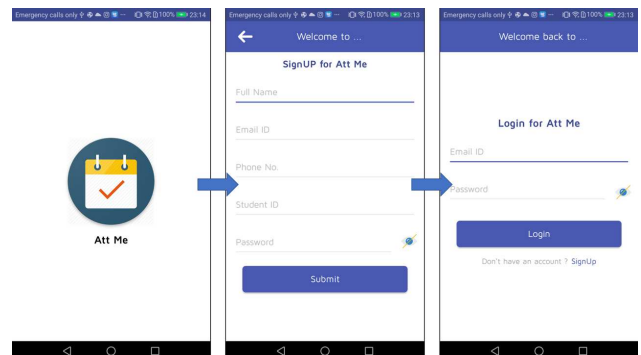 Emergency calls only 100% 23:14
Att Me
Emergency calls only 100% 23:13
Welcome to ...
SignUP for Att Me
Full Name
Email ID
Phone No.
Student ID
Password
Submit
Emergency calls only 100% 23:13
Welcome back to ...
Login for Att Me
Email ID
Password
Login
Don't have an account ? SignUp